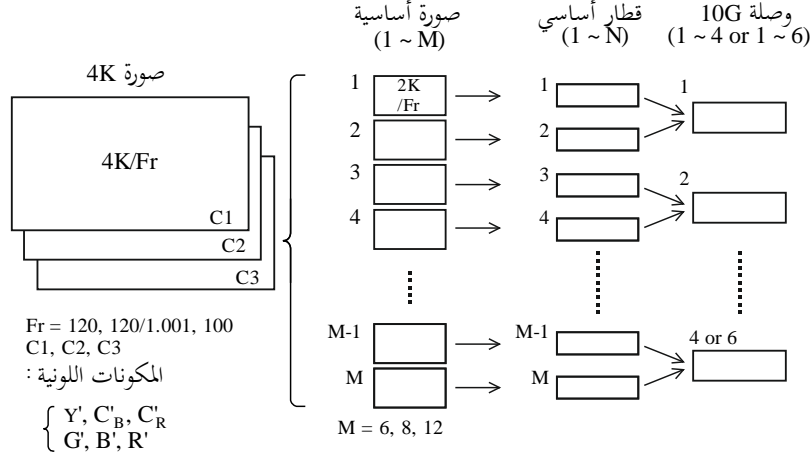 صورة أساسية
(1 ~ M)
قطار أساسي
(1 ~ N)
وصلة 10G
(1 ~ 4 or 1 ~ 6)
صورة 4K
4K/Fr
C1
C2
C3
Fr = 120, 120/1.001, 100
C1, C2, C3
المكونات اللونية :
Y', C'B, C'R
G', B', R'
1
2K
/Fr
2
3
4
M-1
M
M = 6, 8, 12
1
2
3
4
M-1
M
1
2
4 or 6